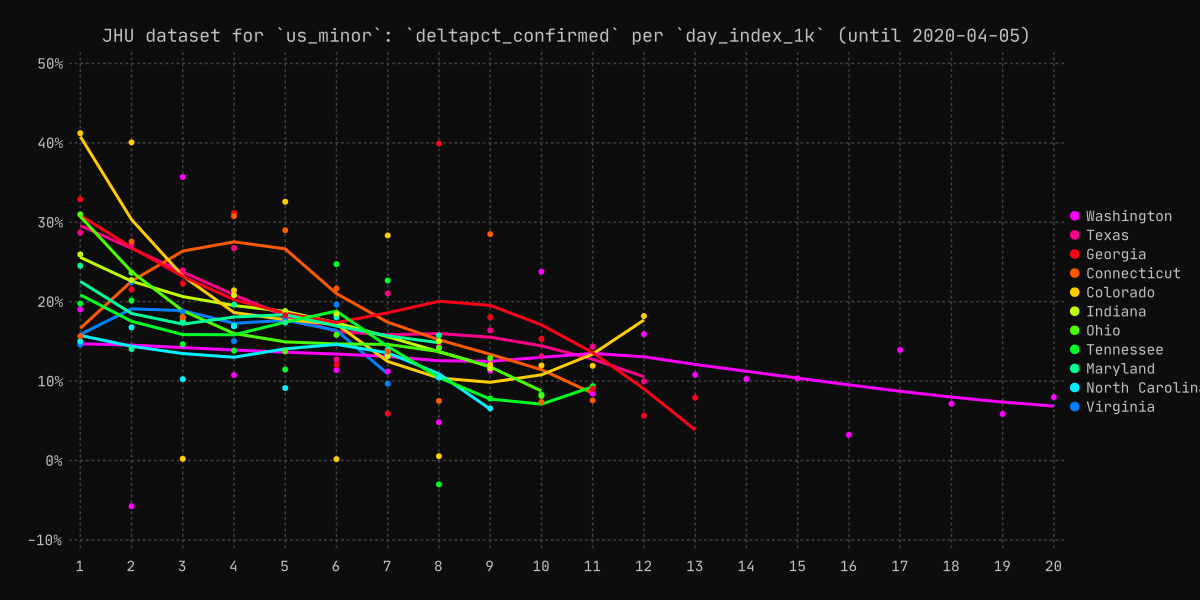 JHU dataset for `us_minor`: `deltapct_confirmed` per `day_index_1k` (until 2020-04-05)
50%
40%
30%
20%
10%
0%
-10%
1 2 3 4 5 6 7 8 9 10 11 12 13 14 15 16 17 18 19 20
Washington
Texas
Georgia
Connecticut
Colorado
Indiana
Ohio
Tennessee
Maryland
North Carolina
Virginia